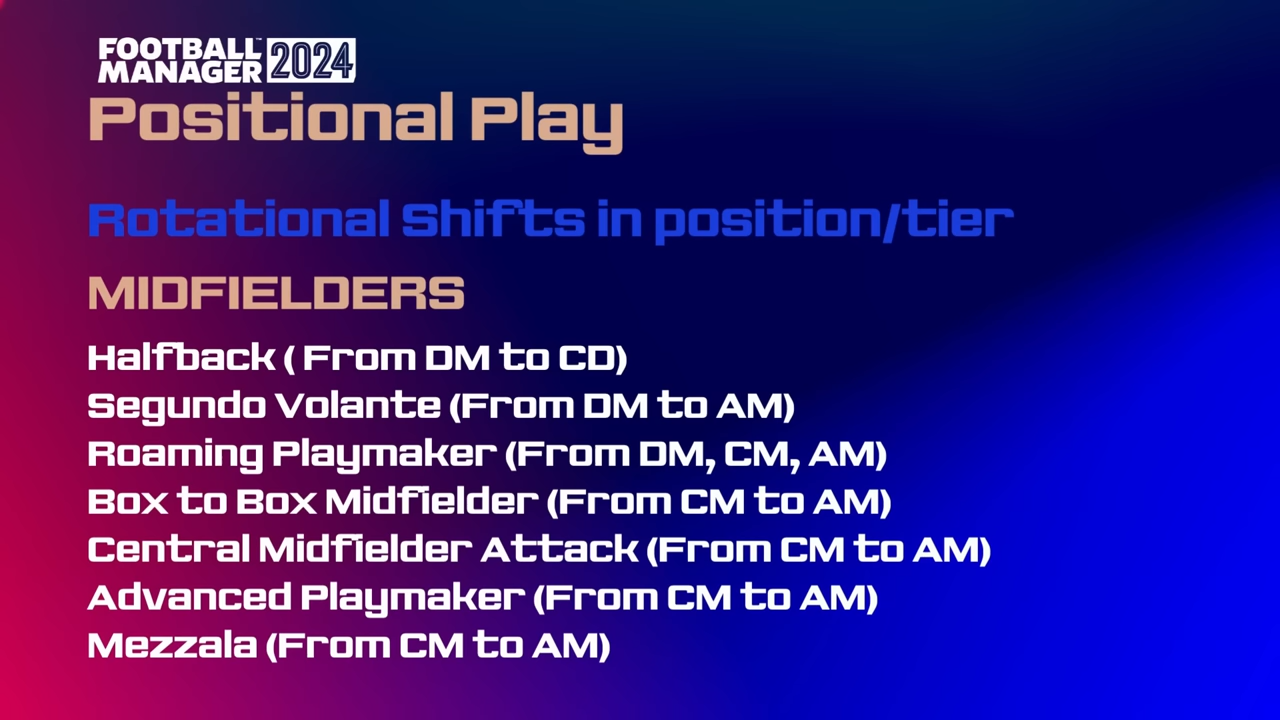 FOOTBALL
MANAGER 2024
Positional Play
Rotational Shifts in position/tier
MIDFIELDERS
Halfback ( From DM to CD)
Segundo Volante (From DM to AM)
Roaming Playmaker (From DM, CM, AM)
Box to Box Midfielder (From CM to AM)
Central Midfielder Attack (From CM to AM)
Advanced Playmaker (From CM to AM)
Mezzala (From CM to AM)